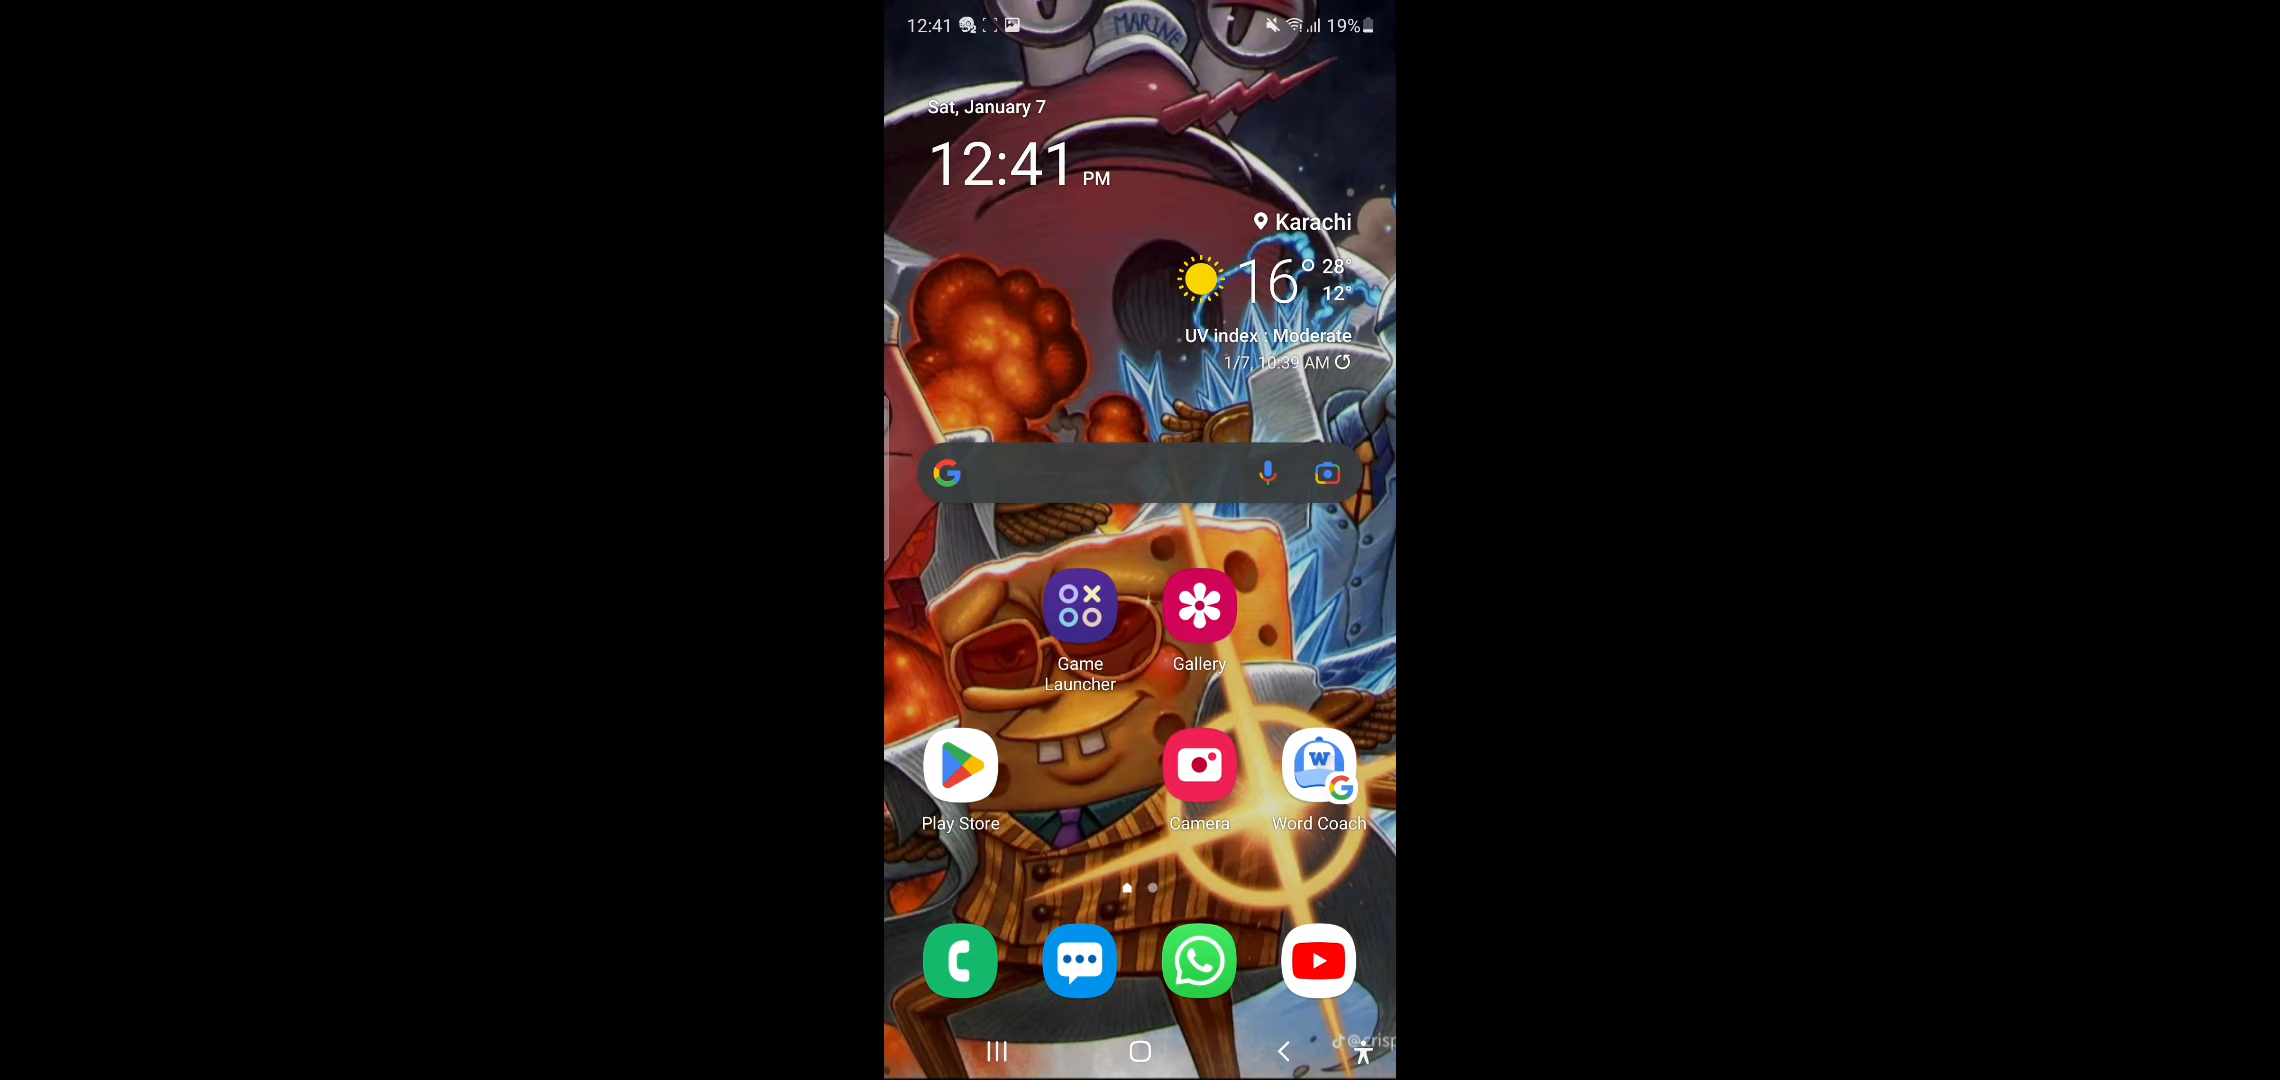 12:41
19%
MARINE
Sat, January 7
12:41 PM
Karachi
16° 28°
12°
UV index : Moderate
1/7, 10:39 AM
Game
Launcher
Gallery
W
Play Store
Camera
Word Coach
@crisp